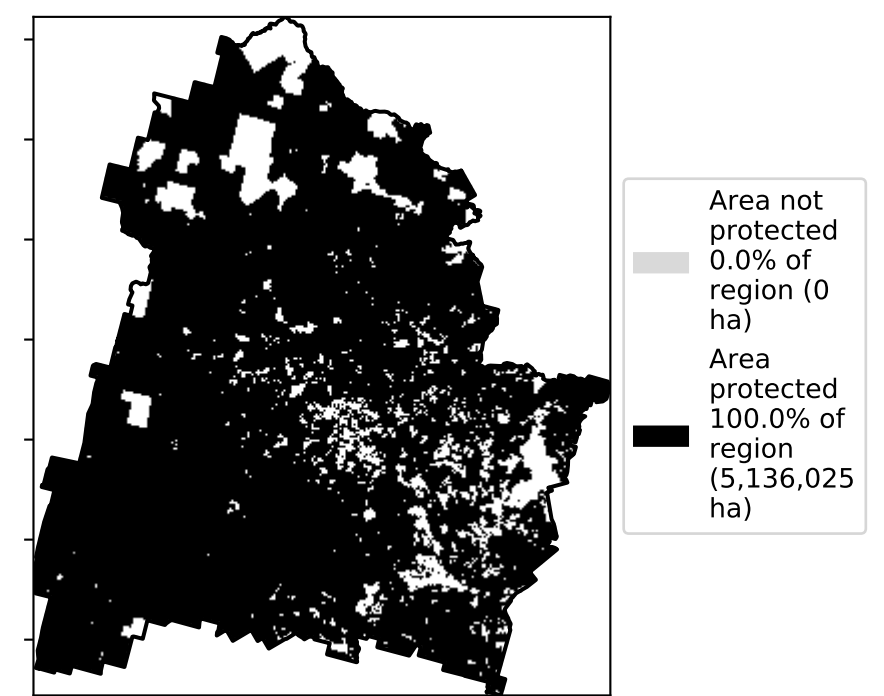 Area not
protected
0.0% of
region (0
ha)
Area
protected
100.0% of
region
(5,136,025
ha)